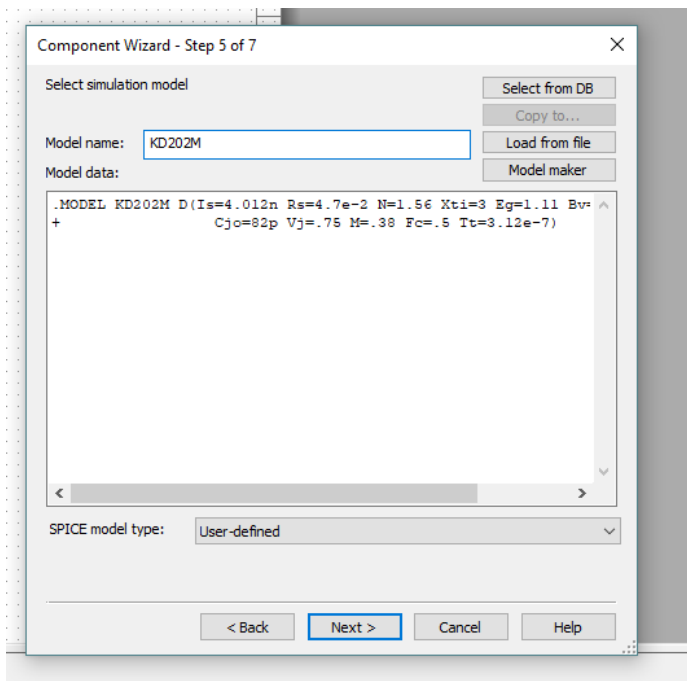 Component Wizard - Step 5 of 7
Select simulation model
Select from DB
Copy to...
Model name:
KD202M
Load from file
Model data:
Model maker
.MODEL KD202M D(Is=4.012n Rs=4.7e-2 N=1.56 Xti=3 Eg=1.11 Bv=
+ Cjo=82p Vj=.75 M=.38 Fc=.5 Tt=3.12e-7)
SPICE model type:
User-defined
< Back
Next >
Cancel
Help